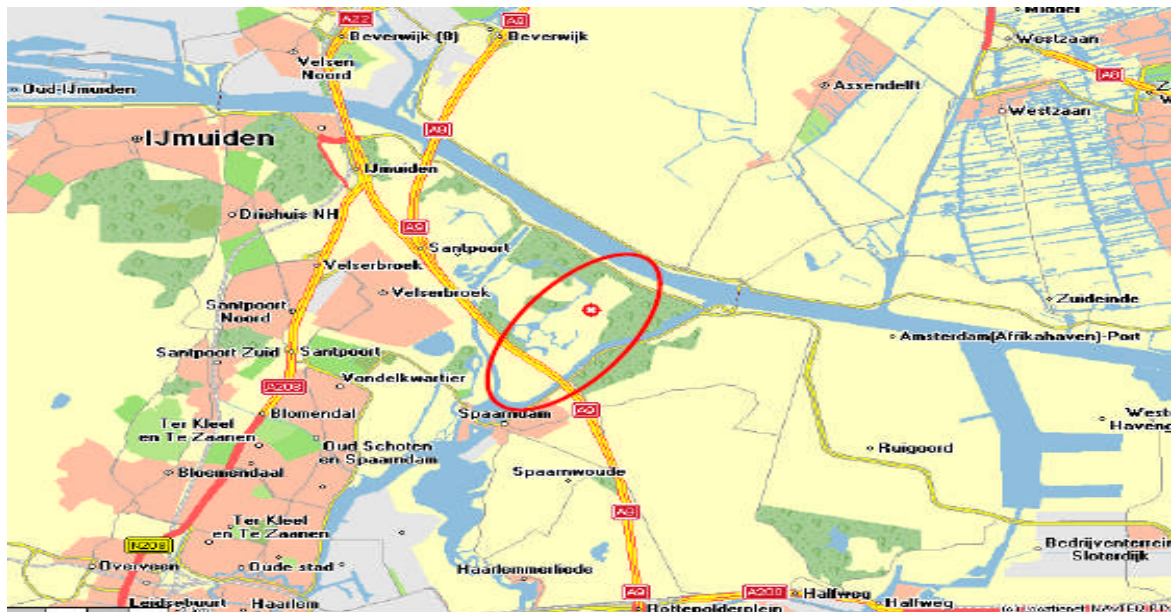 A22
A9
Middel
Beverwijk (8)
Beverwijk
Westzaan
Velsen
Noord
A8
Oud-IJmuiden
Assendelft
Westzaan
A9
IJmuiden
IJmuiden
Driehuis NH
A9
Santpoort
Velserbroek
Velserbroek
Santpoort
Noord
Zuideinde
Amsterdam(Afrikahaven)-Port
Santpoort Zuid
Santpoort
Vondelkwartier
A208
Spaarndam
A9
Blomendal
Ter Kleef
en Te Zaanen
Oud Schoten
en Spaarndam
Ruigoord
Bloemendaal
Spaarnwoude
A9
Ter Kleef
en Te Zaanen
N208
Bedrijventerrein
Sloterdijk
Overveen
Oude stad
Haarlemmerliede
A9
A200
Halfweg
Leidsebuurt
Haarlem
Rottepolderplein
Halfweg